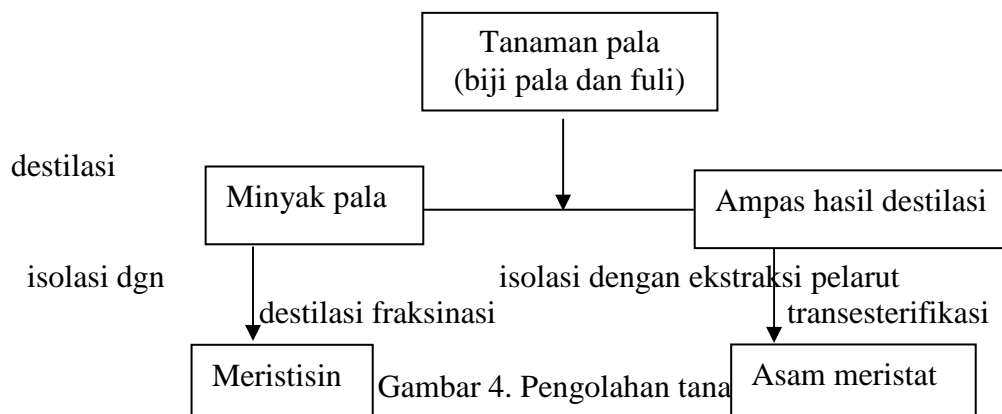 Tanaman pala
(biji pala dan fuli)
destilasi
Minyak pala
Ampas hasil destilasi
isolasi dgn
isolasi dengan ekstraksi pelarut
destilasi fraksinasi
transesterifikasi
Meristisin
Asam meristat
Gambar 4. Pengolahan tana